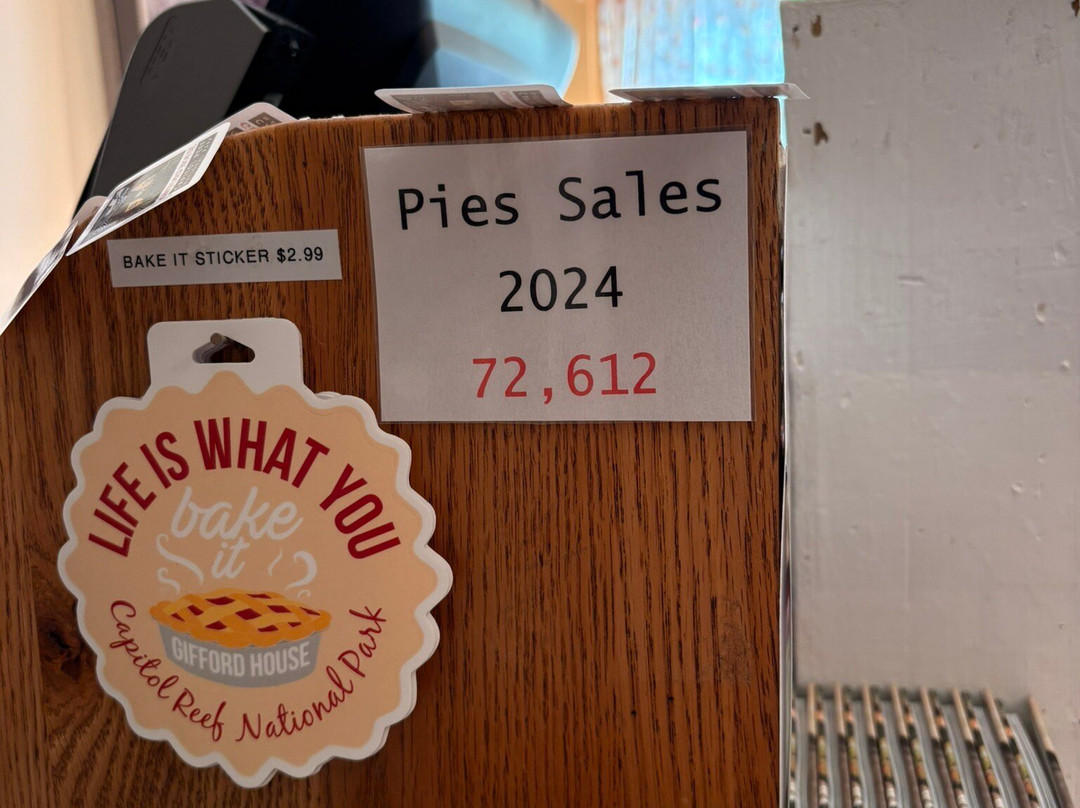 Pies Sales
2024
72,612
BAKE IT STICKER $2.99
LIFE IS WHAT YOU
bake
it
GIFFORD HOUSE
Capitol Reef National Park